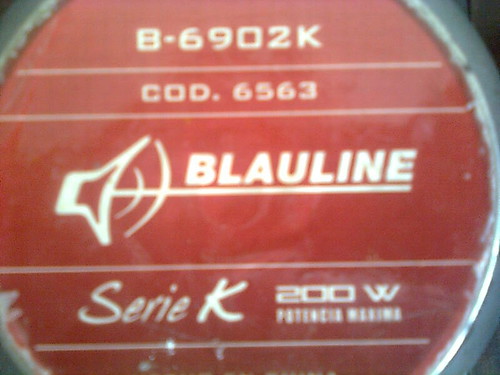 B-6902K
COD. 6563
BLAULINE
Serie K
200 W
POTENCIA MAXIMA